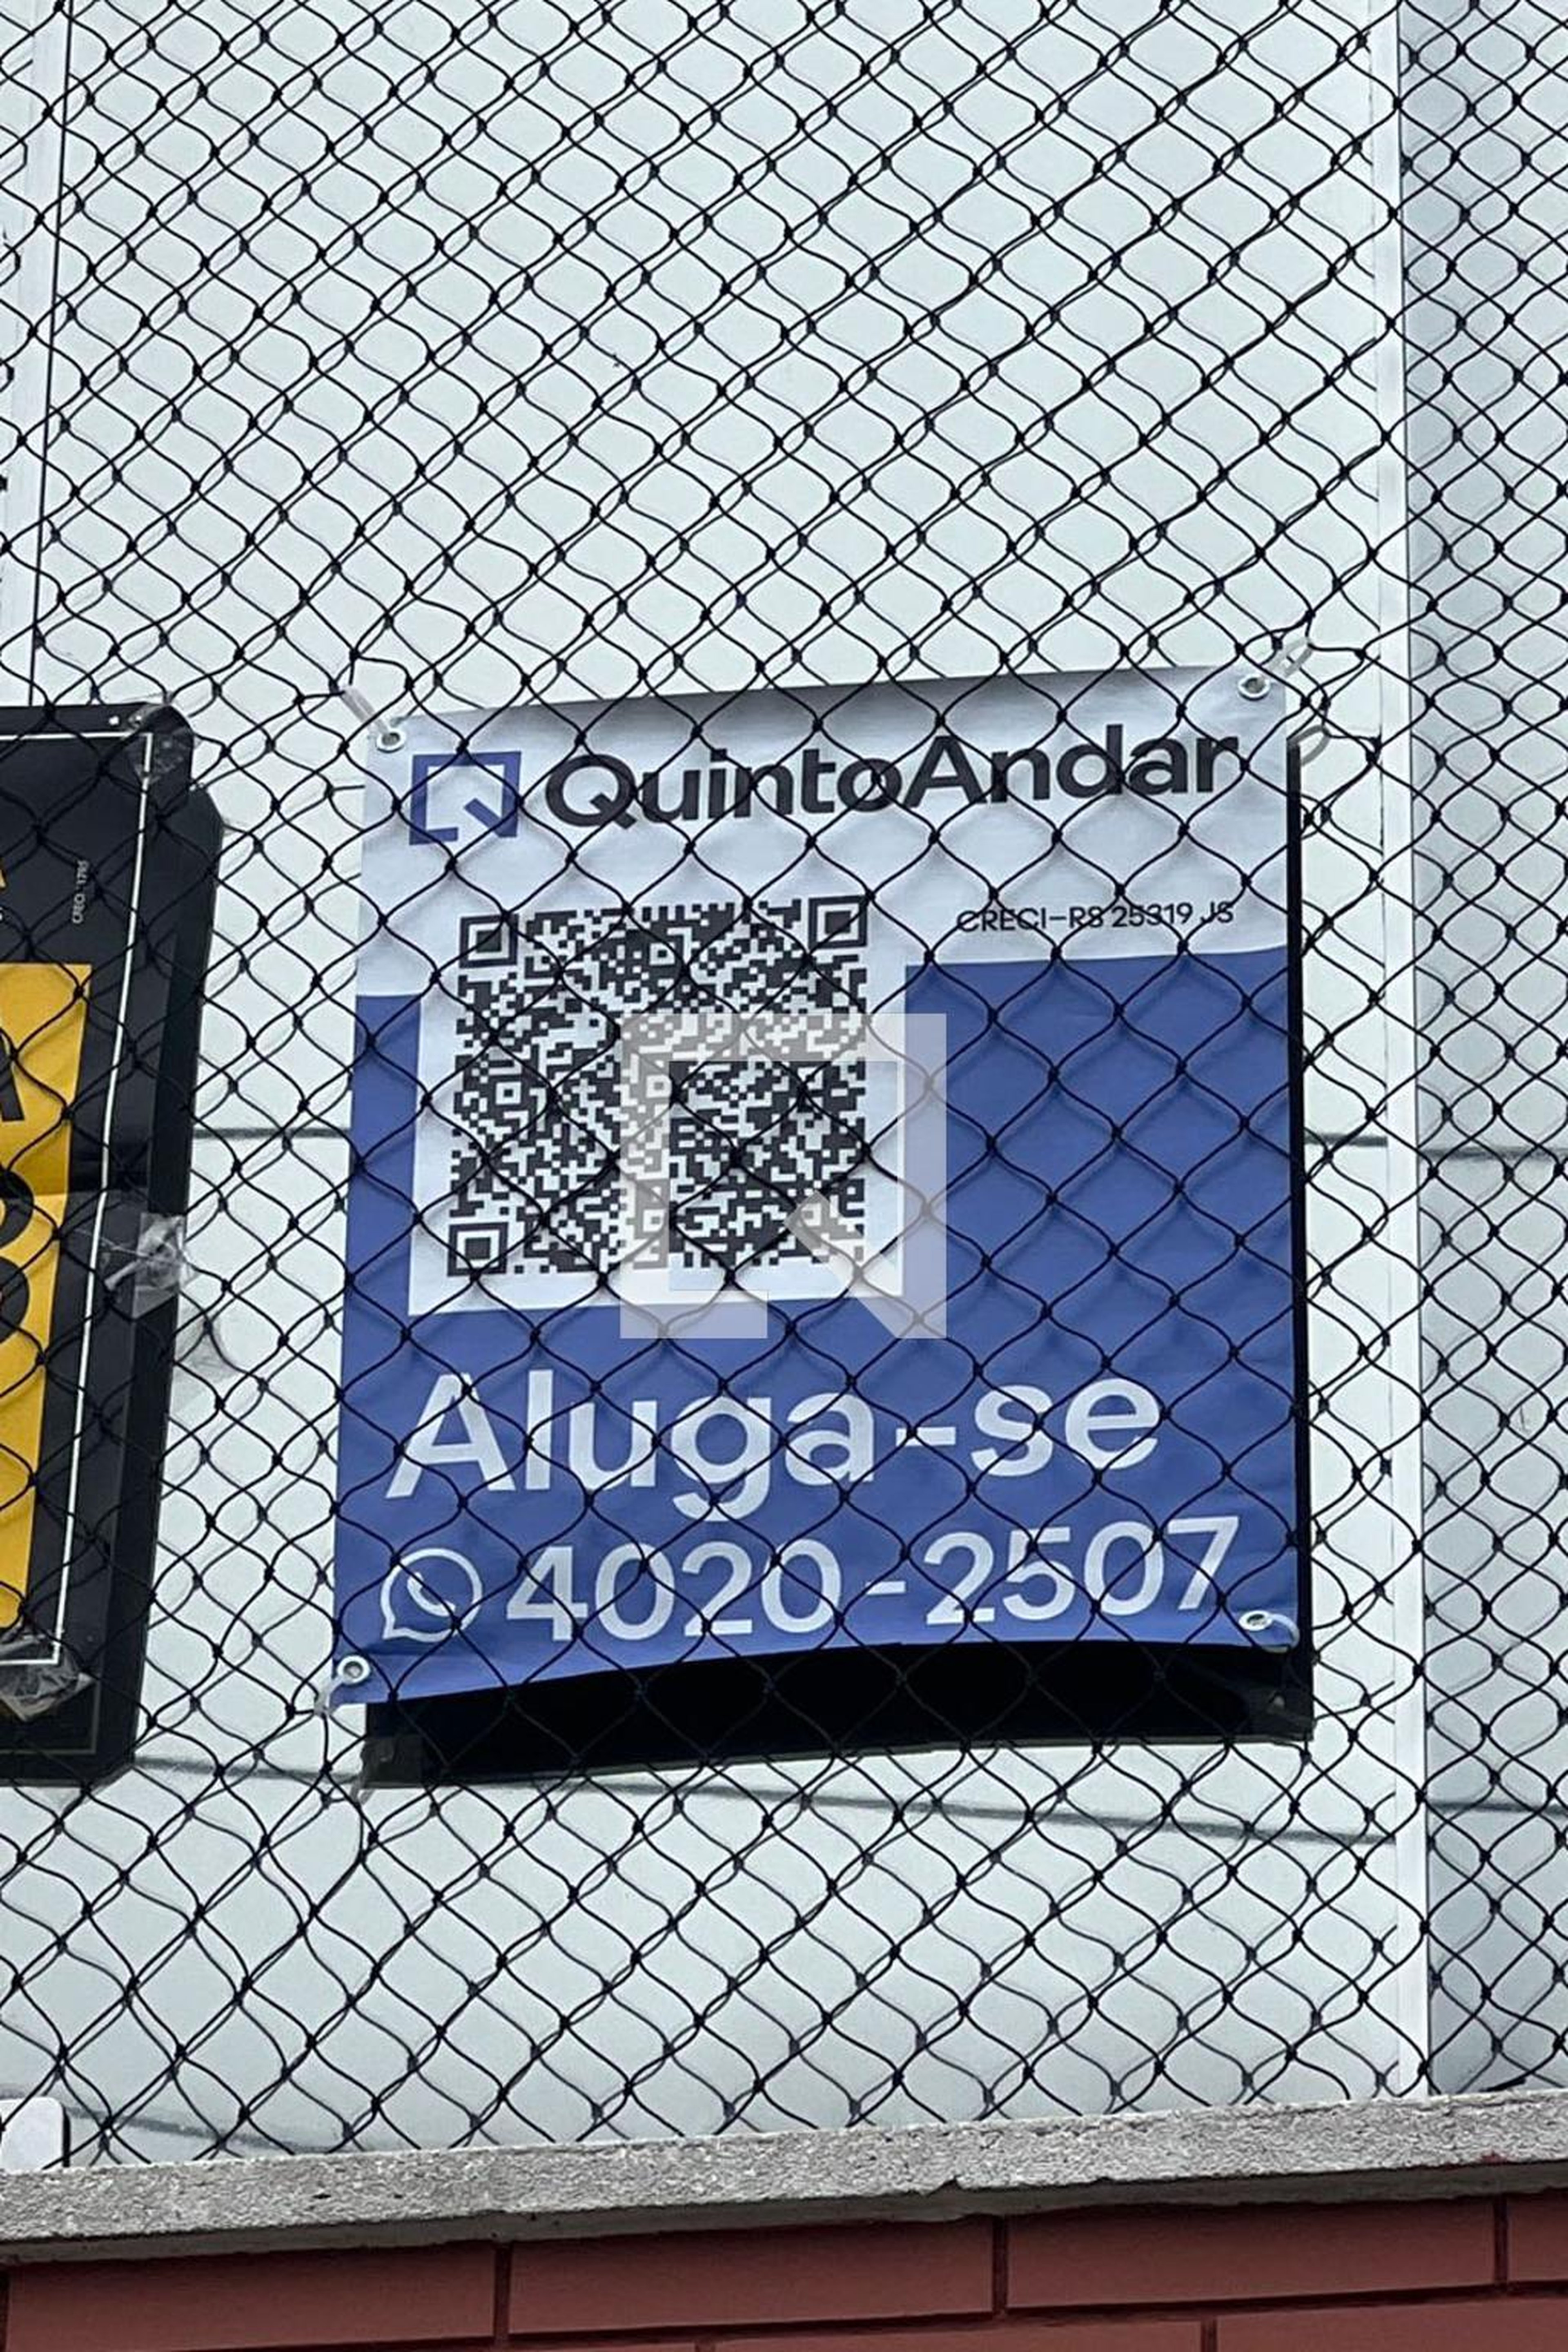 QuintoAndar
CRECI-RS 25319 JS
Aluga-se
4020-2507